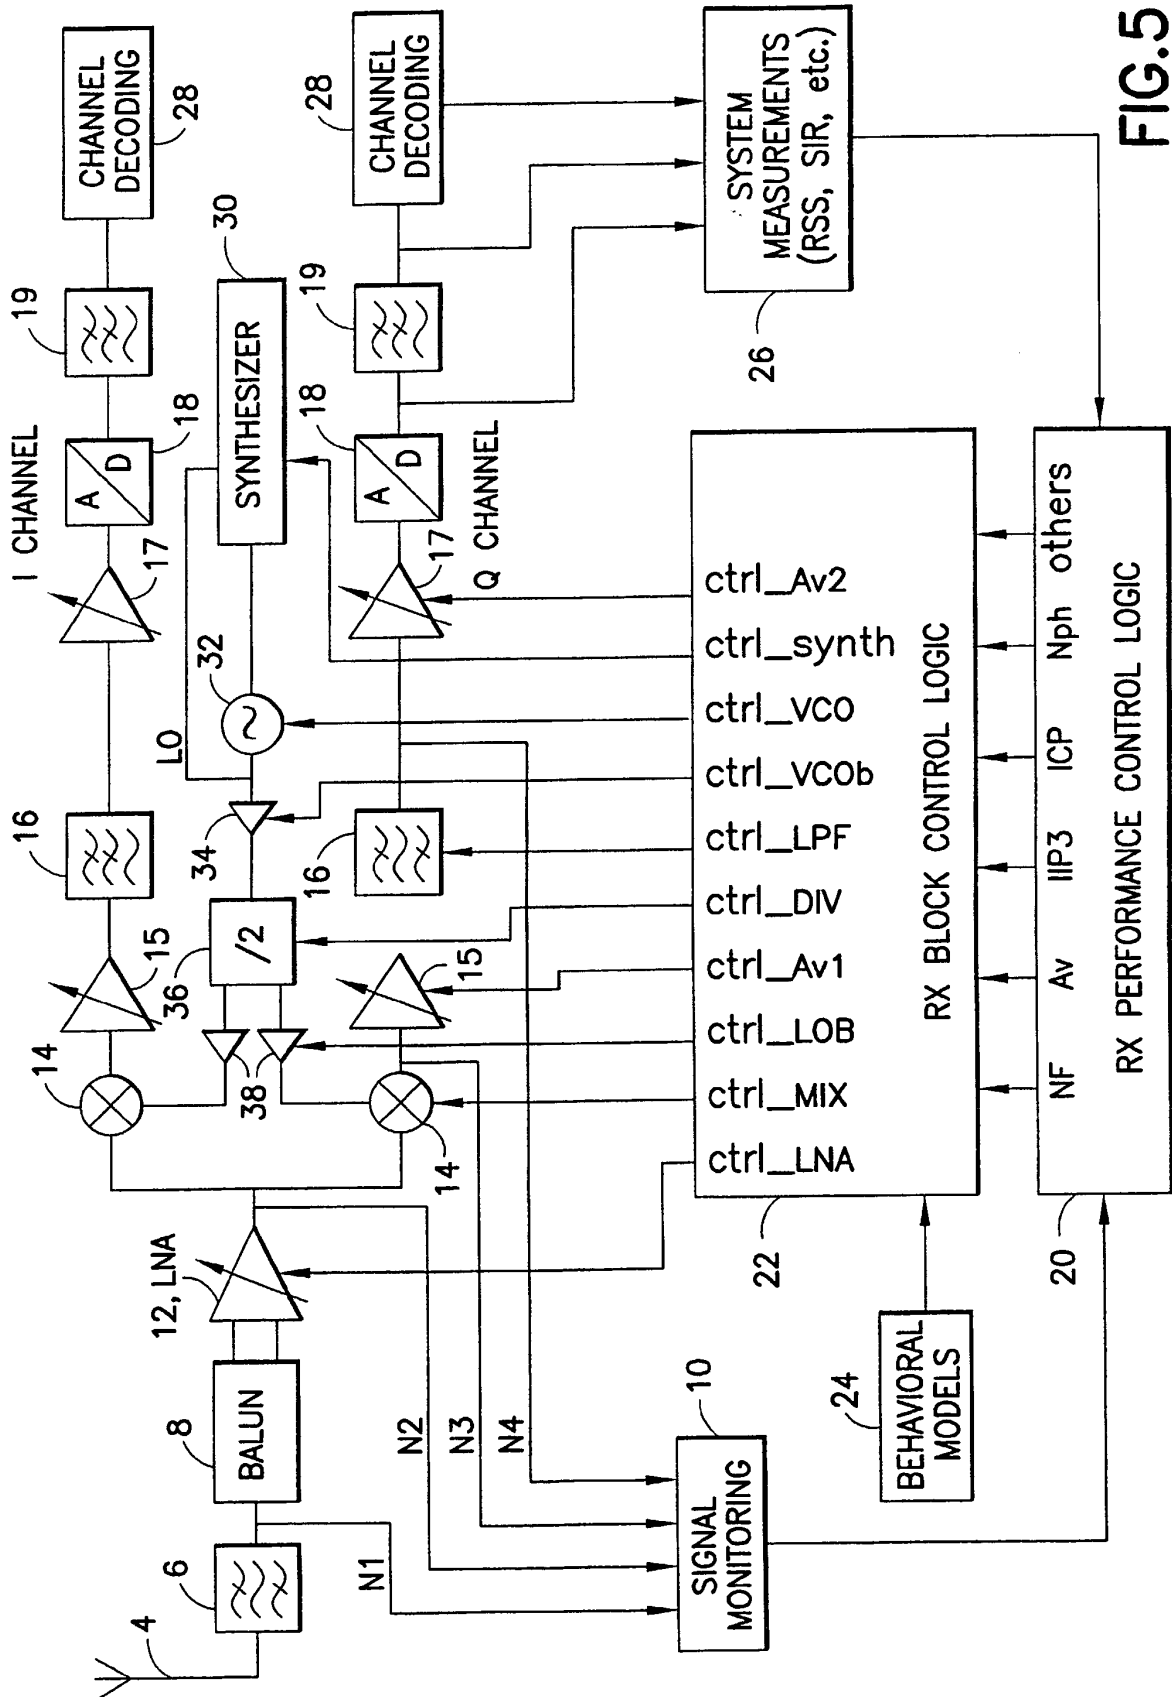 I CHANNEL
4
6
8
BALUN
12, LNA
14
15
16
17
A
D
18
19
CHANNEL
DECODING
28
N1
N2
N3
N4
38
36
/2
34
LO
32
SYNTHESIZER
30
14
15
16
17
Q CHANNEL
A
D
18
19
CHANNEL
DECODING
28
SIGNAL
MONITORING
10
ctrl_LNA
ctrl_MIX
ctrl_LOB
ctrl_Av1
ctrl_DIV
ctrl_LPF
ctrl_VCOb
ctrl_VCO
ctrl_synth
ctrl_Av2
RX BLOCK CONTROL LOGIC
22
SYSTEM
MEASUREMENTS
(RSS, SIR, etc.)
26
BEHAVIORAL
MODELS
24
NF
Av
IIP3
ICP
Nph
others
RX PERFORMANCE CONTROL LOGIC
20
FIG.5